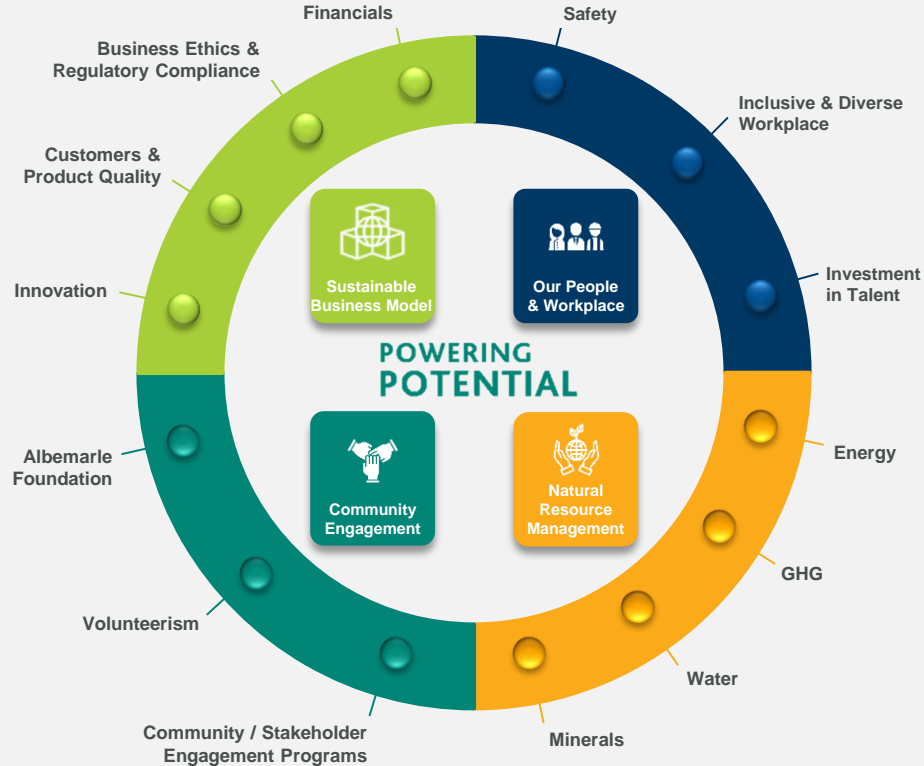 Financials
Safety
Business Ethics &
Regulatory Compliance
Inclusive & Diverse
Workplace
Customers &
Product Quality
Investment
in Talent
Innovation
Sustainable
Business Model
Our People
& Workplace
POWERING
POTENTIAL
Community
Engagement
Natural
Resource
Management
Albemarle
Foundation
Energy
GHG
Volunteerism
Water
Minerals
Community / Stakeholder
Engagement Programs